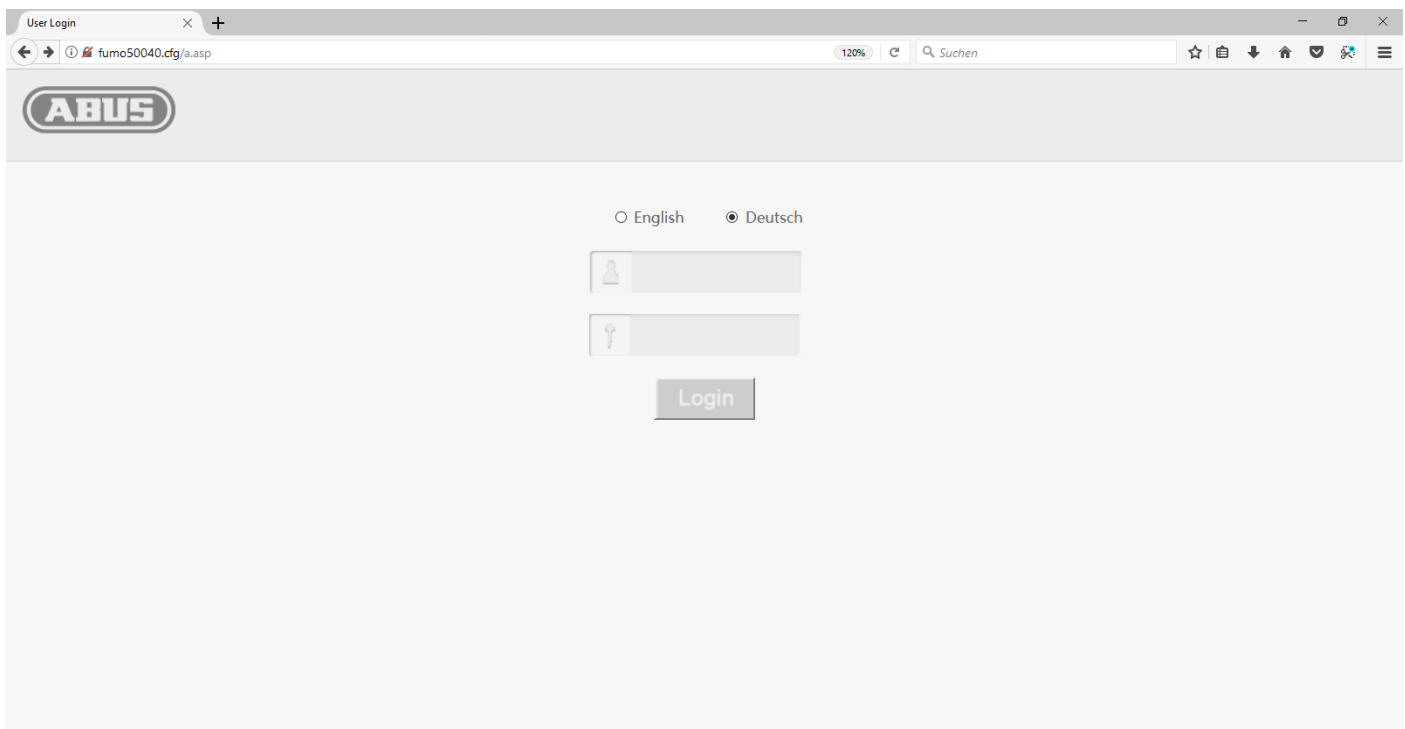 User Login
fumo50040.cfg/a.asp 120% Suchen
ABUS
English Deutsch
Login